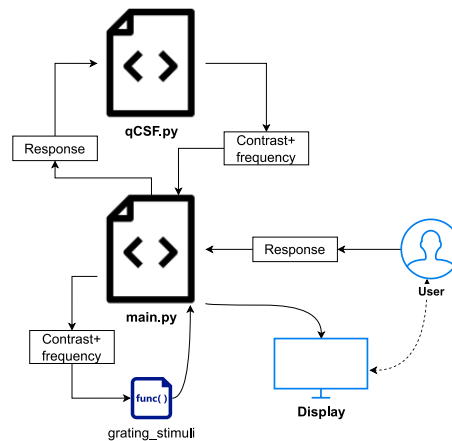 qCSF.py
Response
Contrast+
frequency
Response
User
main.py
Contrast+
frequency
func( )
Display
grating_stimuli